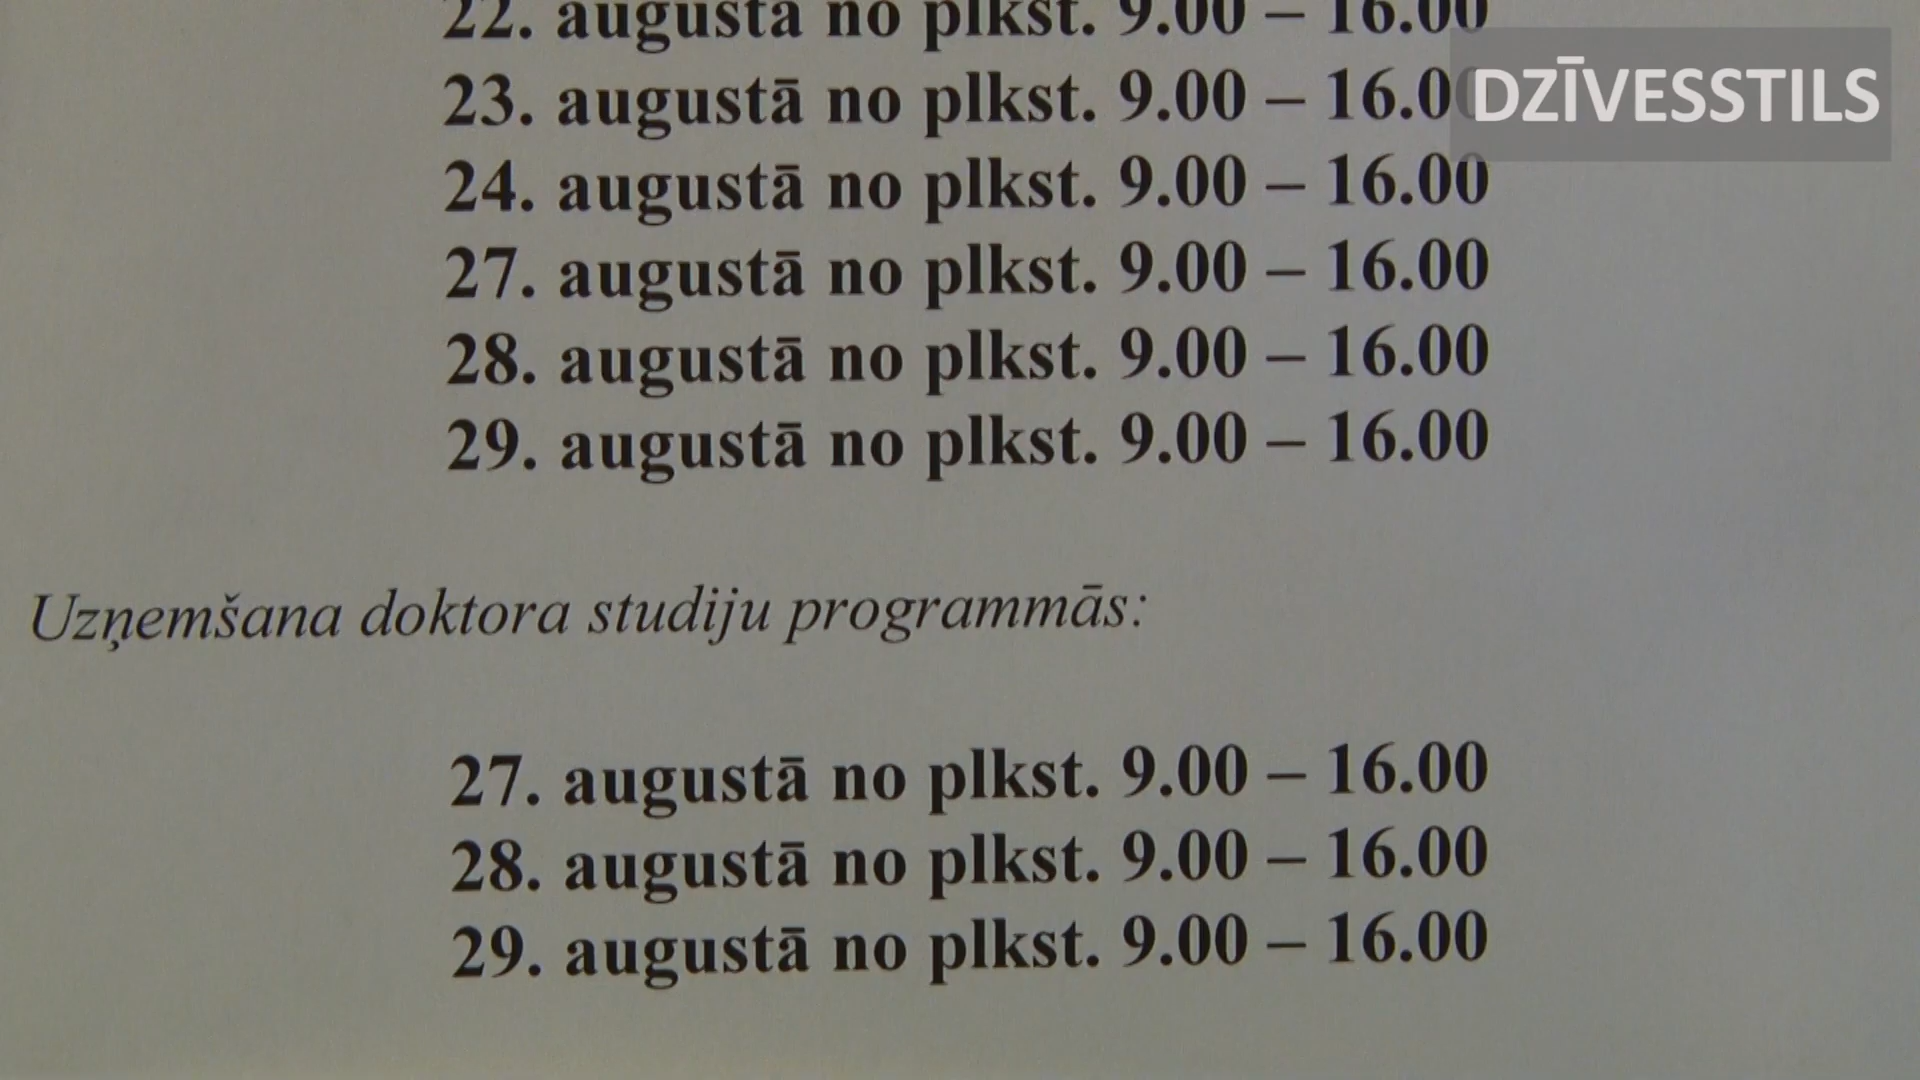 22. augustā no plkst. 9.00 – 16.00
23. augustā no plkst. 9.00 – 16.00
DZĪVESSTILS
24. augustā no plkst. 9.00 – 16.00
27. augustā no plkst. 9.00 – 16.00
28. augustā no plkst. 9.00 – 16.00
29. augustā no plkst. 9.00 – 16.00
Uzņemšana doktora studiju programmās:
27. augustā no plkst. 9.00 – 16.00
28. augustā no plkst. 9.00 – 16.00
29. augustā no plkst. 9.00 – 16.00